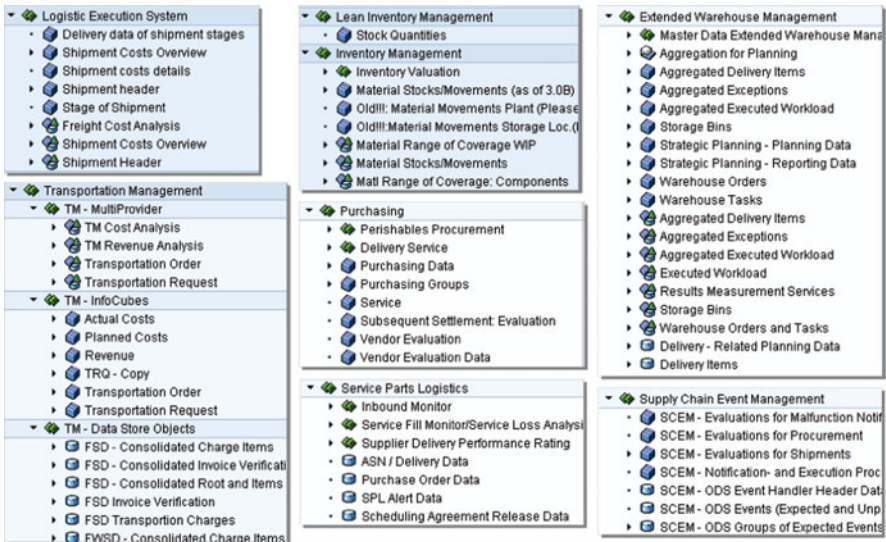 Logistic Execution System
Delivery data of shipment stages
Shipment Costs Overview
Shipment costs details
Shipment header
Stage of Shipment
Freight Cost Analysis
Shipment Costs Overview
Shipment Header
Transportation Management
TM - MultiProvider
TM Cost Analysis
TM Revenue Analysis
Transportation Order
Transportation Request
TM - InfoCubes
Actual Costs
Planned Costs
Revenue
TRQ - Copy
Transportation Order
Transportation Request
TM - Data Store Objects
FSD - Consolidated Charge Items
FSD - Consolidated Invoice Verificati
FSD - Consolidated Root and Items
FSD Invoice Verification
FSD Transportion Charges
FWSD - Consolidated Charge Items
Lean Inventory Management
Stock Quantities
Inventory Management
Inventory Valuation
Material Stocks/Movements (as of 3.0B)
Old!!!: Material Movements Plant (Please
Old!!!:Material Movements Storage Loc.(
Material Range of Coverage WIP
Material Stocks/Movements
Matl Range of Coverage: Components
Purchasing
Perishables Procurement
Delivery Service
Purchasing Data
Purchasing Groups
Service
Subsequent Settlement: Evaluation
Vendor Evaluation
Vendor Evaluation Data
Service Parts Logistics
Inbound Monitor
Service Fill Monitor/Service Loss Analysi
Supplier Delivery Performance Rating
ASN / Delivery Data
Purchase Order Data
SPL Alert Data
Scheduling Agreement Release Data
Extended Warehouse Management
Master Data Extended Warehouse Mana
Aggregation for Planning
Aggregated Delivery Items
Aggregated Exceptions
Aggregated Executed Workload
Storage Bins
Strategic Planning - Planning Data
Strategic Planning - Reporting Data
Warehouse Orders
Warehouse Tasks
Aggregated Delivery Items
Aggregated Exceptions
Aggregated Executed Workload
Executed Workload
Results Measurement Services
Storage Bins
Warehouse Orders and Tasks
Delivery - Related Planning Data
Delivery Items
Supply Chain Event Management
SCEM - Evaluations for Malfunction Notif
SCEM - Evaluations for Procurement
SCEM - Evaluations for Shipments
SCEM - Notification- and Execution Proc
SCEM - ODS Event Handler Header Data
SCEM - ODS Events (Expected and Unp
SCEM - ODS Groups of Expected Events